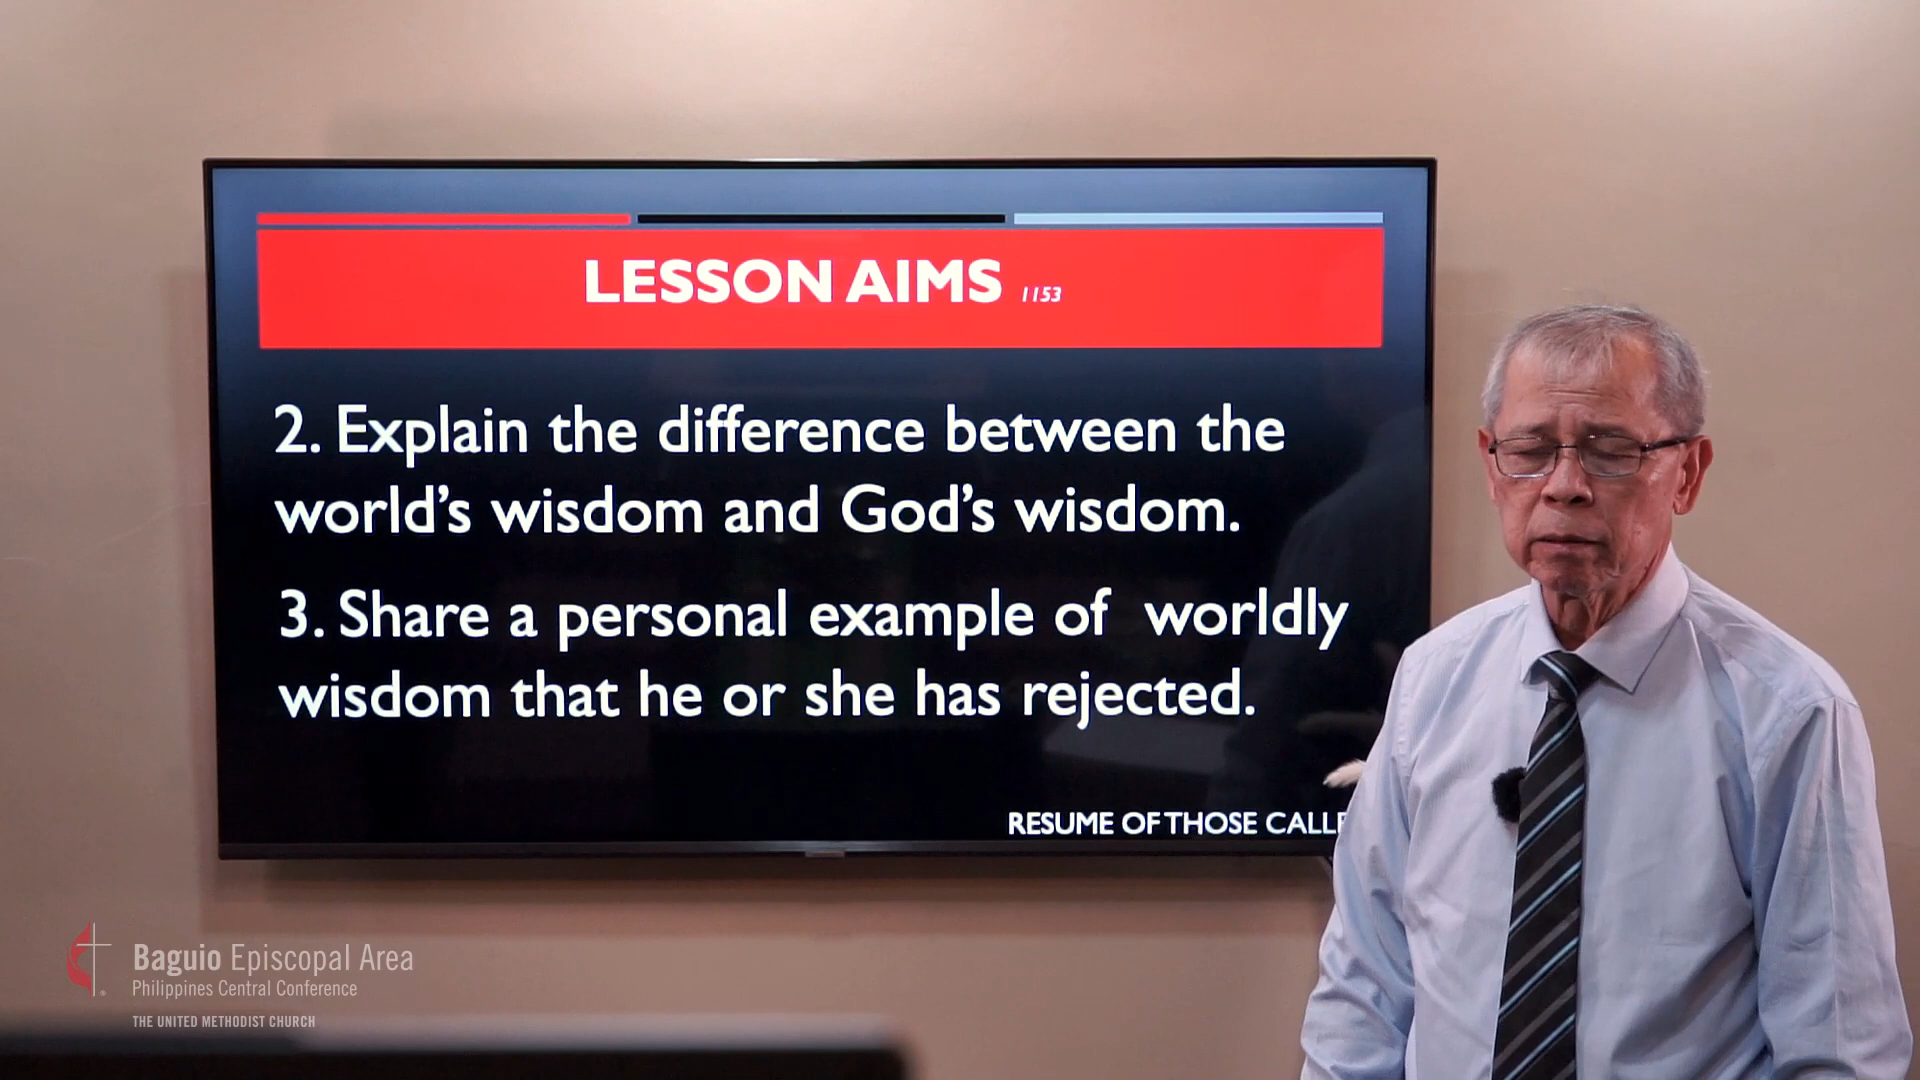 LESSON AIMS 1153
2. Explain the difference between the
world's wisdom and God's wisdom.
3. Share a personal example of worldly
wisdom that he or she has rejected.
RESUME OF THOSE CALLE
Baguio Episcopal Area
Philippines Central Conference
THE UNITED METHODIST CHURCH